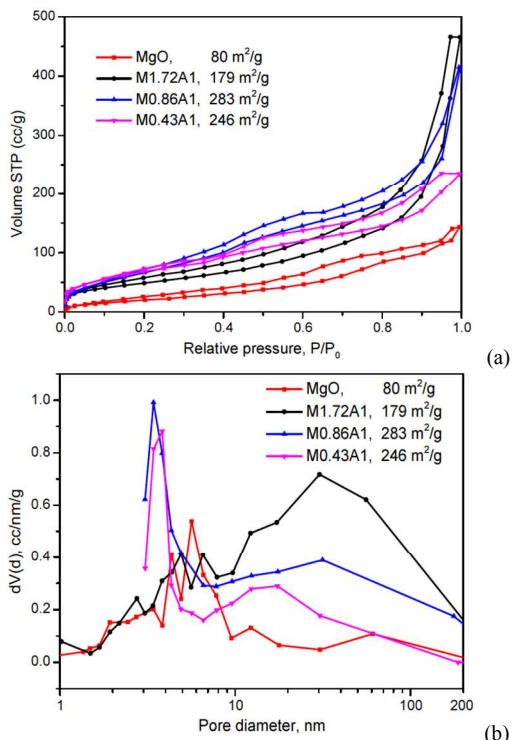 500
400
300
200
100
0
Volume STP (cc/g)
MgO, 80 m²/g
M1.72A1, 179 m²/g
M0.86A1, 283 m²/g
M0.43A1, 246 m²/g
0.0 0.2 0.4 0.6 0.8 1.0
Relative pressure, P/P₀
(a)
1.0
0.8
0.6
0.4
0.2
0.0
dV(d), cc/nm/g
MgO, 80 m²/g
M1.72A1, 179 m²/g
M0.86A1, 283 m²/g
M0.43A1, 246 m²/g
1 10 100 200
Pore diameter, nm
(b)